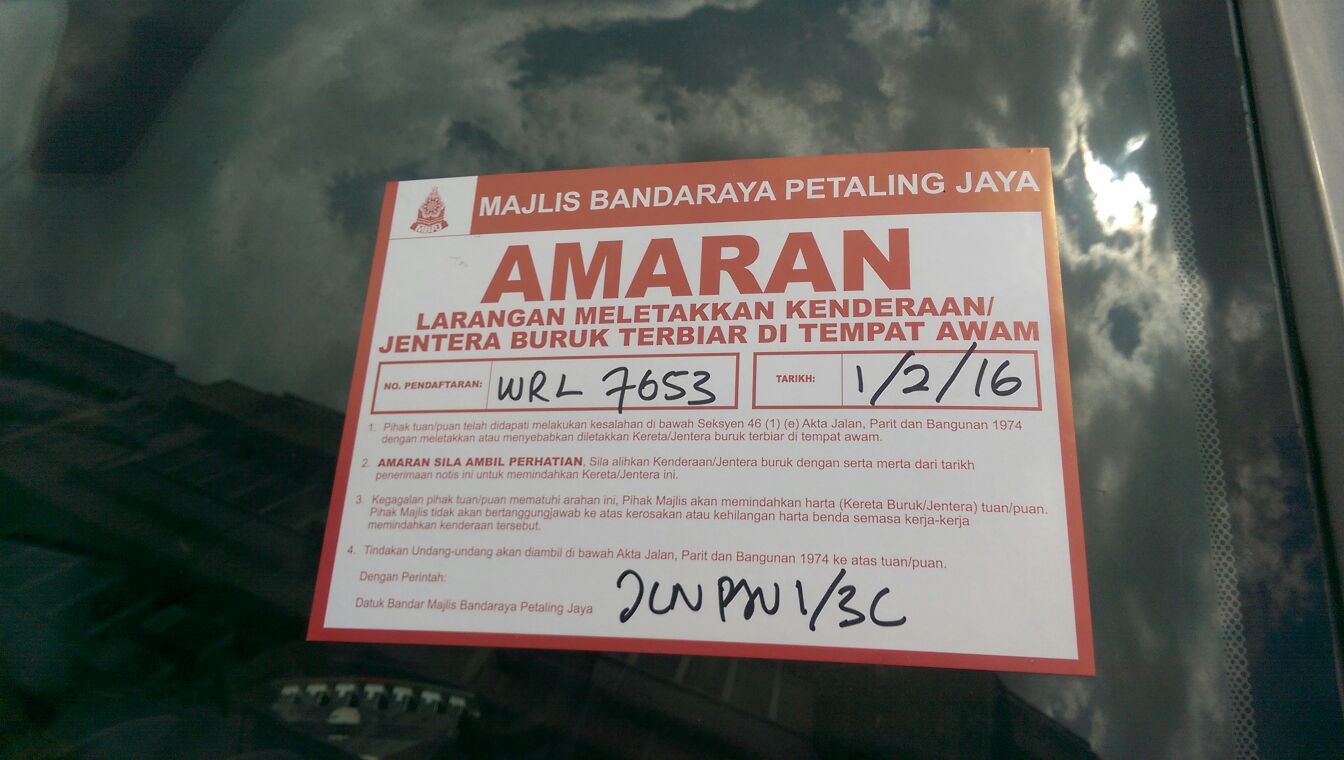 MBPJ
MAJLIS BANDARAYA PETALING JAYA
AMARAN
LARANGAN MELETAKKAN KENDERAAN/
JENTERA BURUK TERBIAR DI TEMPAT AWAM
NO. PENDAFTARAN: WRL 7653 TARIKH: 1/2/16
1. Pihak tuan/puan telah didapati melakukan kesalahan di bawah Seksyen 46 (1) (e) Akta Jalan, Parit dan Bangunan 1974
dengan meletakkan atau menyebabkan diletakkan Kereta/Jentera buruk terbiar di tempat awam.
2. AMARAN SILA AMBIL PERHATIAN, Sila alihkan Kenderaan/Jentera buruk dengan serta merta dari tarikh
penerimaan notis ini untuk memindahkan Kereta/Jentera ini.
3. Kegagalan pihak tuan/puan mematuhi arahan ini, Pihak Majlis akan memindahkan harta (Kereta Buruk/Jentera) tuan/puan.
Pihak Majlis tidak akan bertanggungjawab ke atas kerosakan atau kehilangan harta benda semasa kerja-kerja
memindahkan kenderaan tersebut.
4. Tindakan Undang-undang akan diambil di bawah Akta Jalan, Parit dan Bangunan 1974 ke atas tuan/puan.
Dengan Perintah:
Datuk Bandar Majlis Bandaraya Petaling Jaya JLN 1/3C